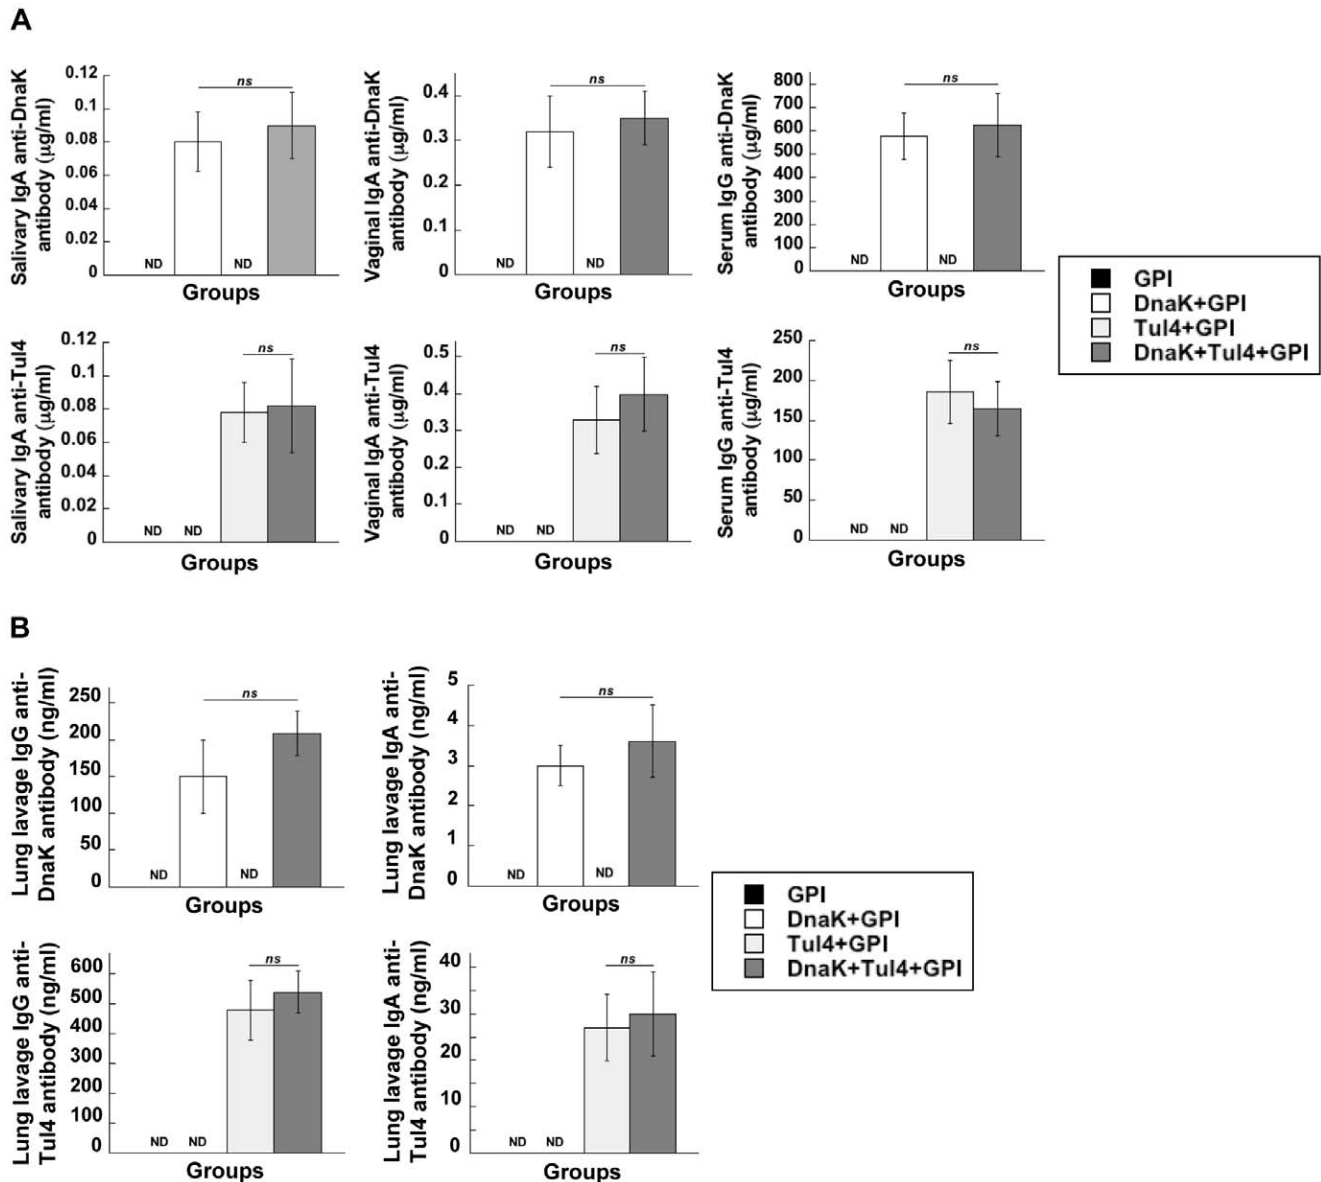 A
Salivary IgA anti-DnaK
antibody (μg/ml)
0.12
0.1
0.08
0.06
0.04
0.02
0
ns
ND
ND
Groups
Vaginal IgA anti-DnaK
antibody (μg/ml)
0.4
0.3
0.2
0.1
0
ns
ND
ND
Groups
Serum IgG anti-DnaK
antibody (μg/ml)
800
700
600
500
400
300
200
100
0
ns
ND
ND
Groups
GPI
DnaK+GPI
Tul4+GPI
DnaK+Tul4+GPI
Salivary IgA anti-Tul4
antibody (μg/ml)
0.12
0.1
0.08
0.06
0.04
0.02
0
ns
ND
ND
Groups
Vaginal IgA anti-Tul4
antibody (μg/ml)
0.5
0.4
0.3
0.2
0.1
0
ns
ND
ND
Groups
Serum IgG anti-Tul4
antibody (μg/ml)
250
200
150
100
50
0
ns
ND
ND
Groups
B
Lung lavage IgG anti-
DnaK antibody (ng/ml)
250
200
150
100
50
0
ns
ND
ND
Groups
Lung lavage IgA anti-
DnaK antibody (ng/ml)
5
4
3
2
1
0
ns
ND
ND
Groups
GPI
DnaK+GPI
Tul4+GPI
DnaK+Tul4+GPI
Lung lavage IgG anti-
Tul4 antibody (ng/ml)
600
500
400
300
200
100
0
ns
ND
ND
Groups
Lung lavage IgA anti-
Tul4 antibody (ng/ml)
40
30
20
10
0
ns
ND
ND
Groups